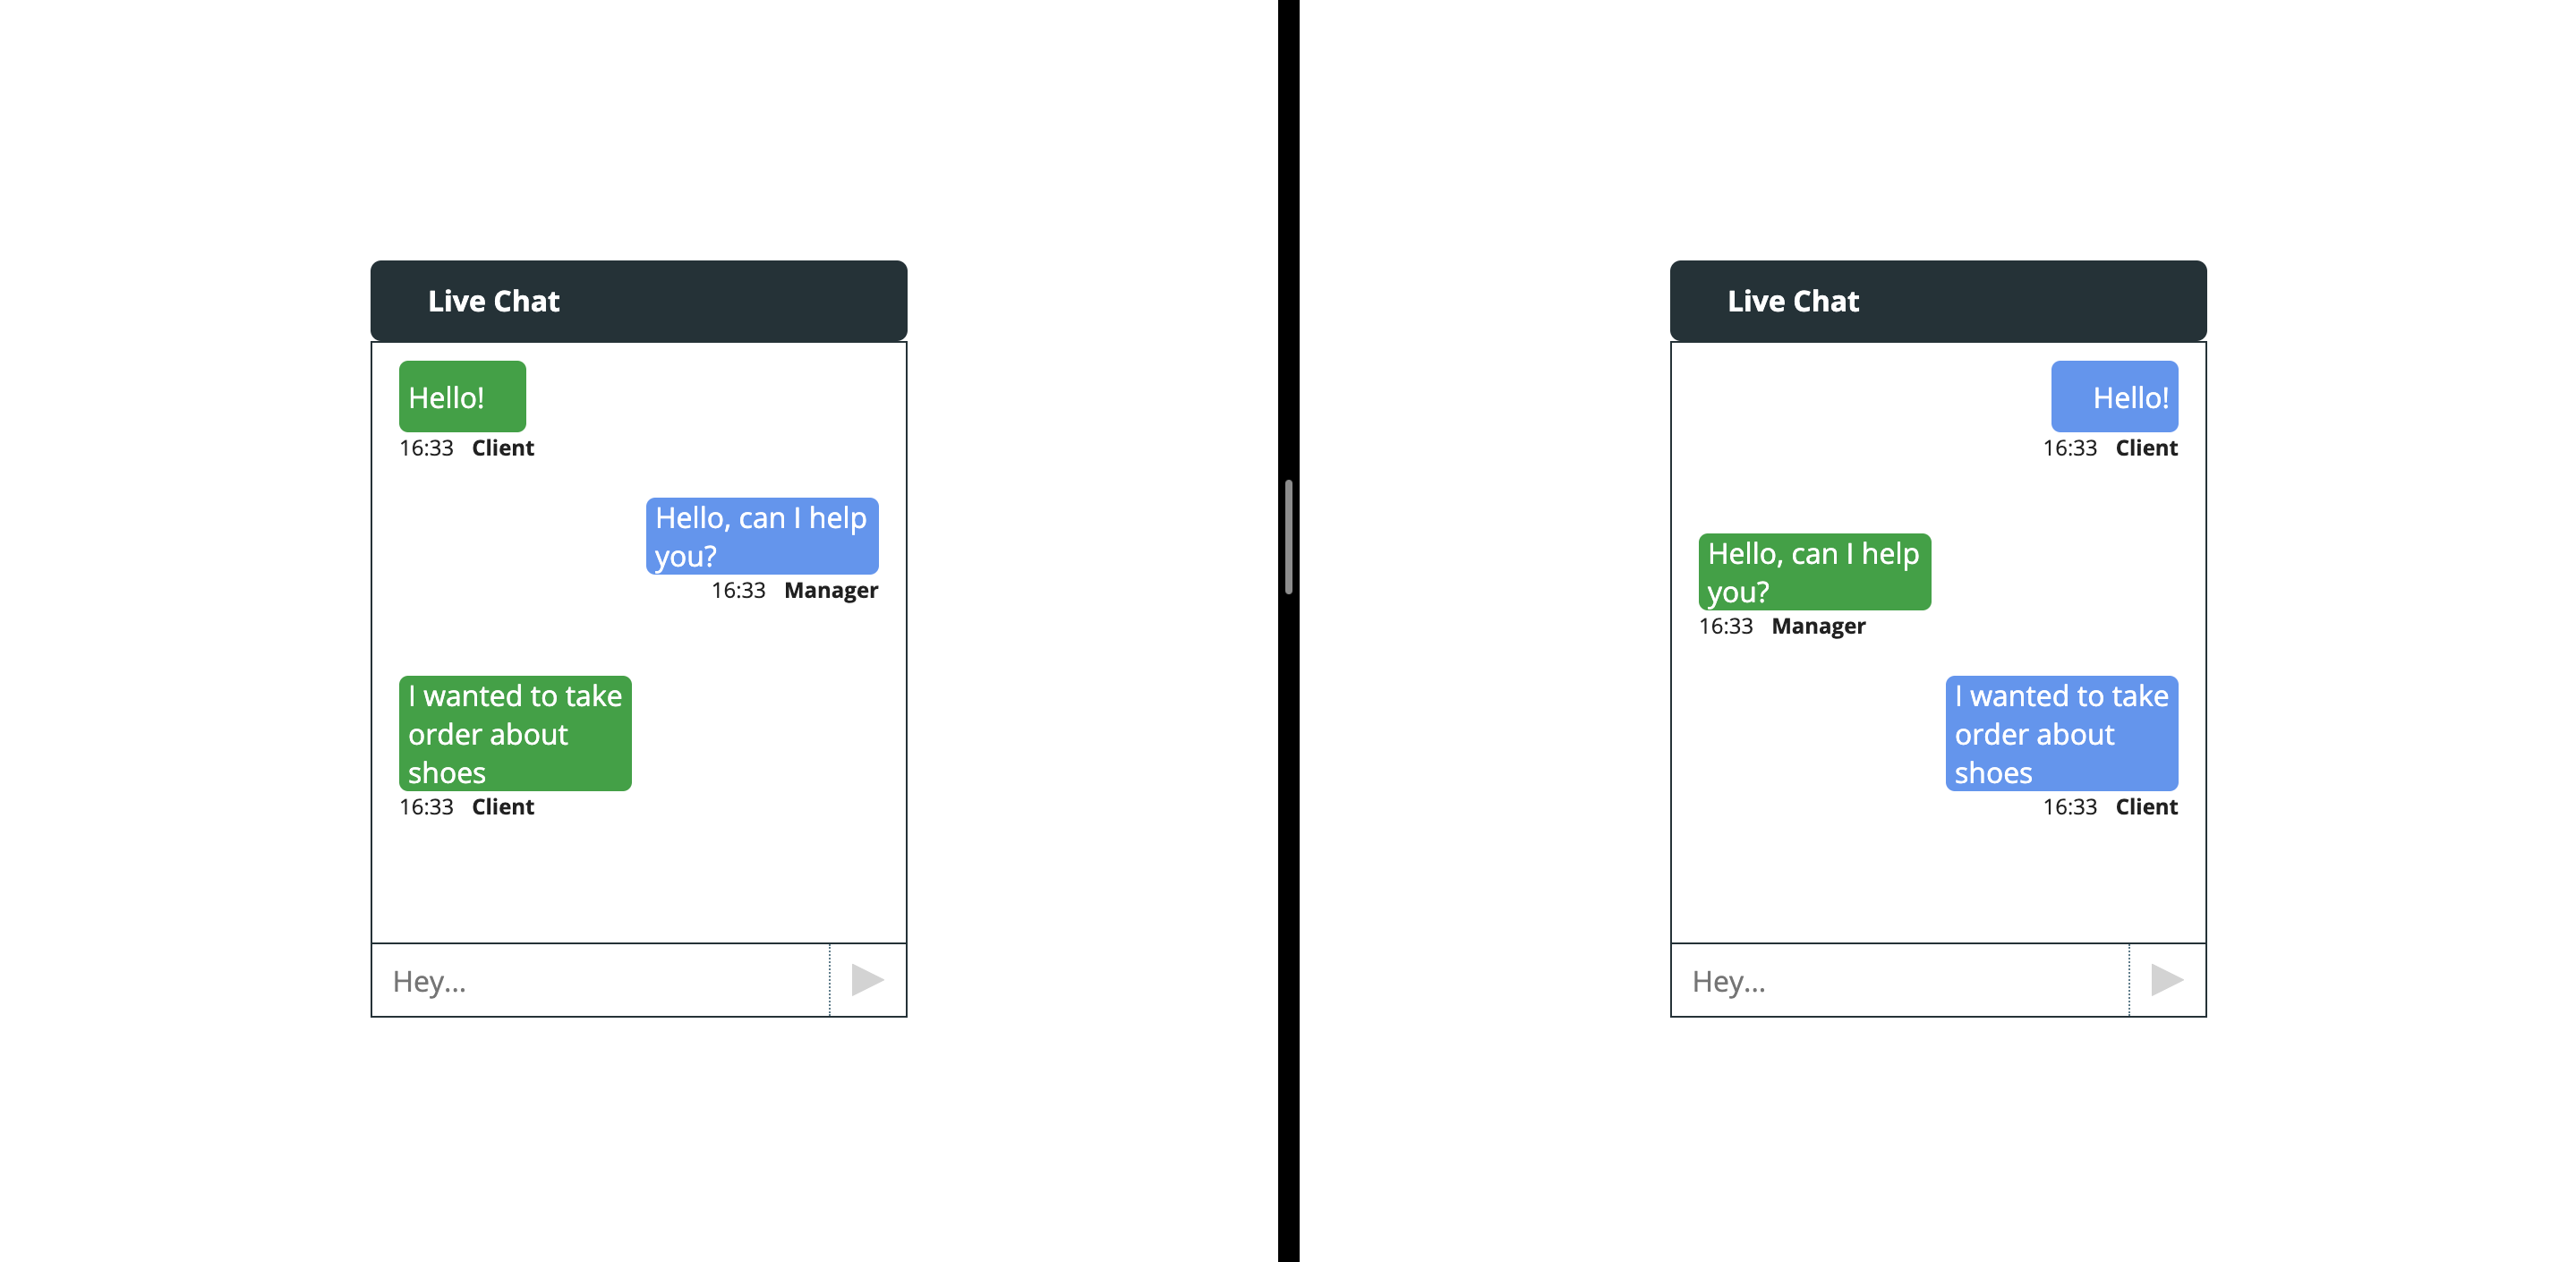 Live Chat
Hello!
16:33 Client
Hello, can I help
you?
16:33 Manager
I wanted to take
order about
shoes
16:33 Client
Hey...
Live Chat
Hello!
16:33 Client
Hello, can I help
you?
16:33 Manager
I wanted to take
order about
shoes
16:33 Client
Hey...